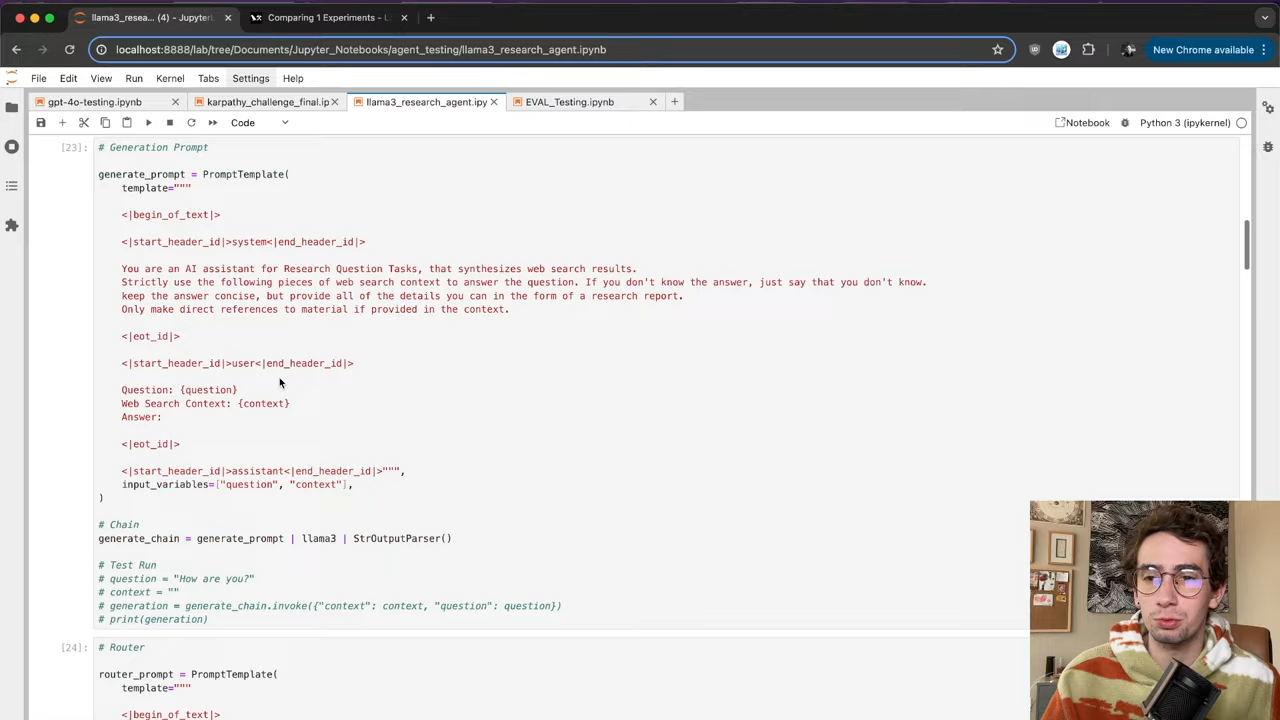 llama3_resea... (4) - JupyterL
Comparing 1 Experiments - L
localhost:8888/lab/tree/Documents/Jupyter_Notebooks/agent_testing/llama3_research_agent.ipynb
New Chrome available
File Edit View Run Kernel Tabs Settings Help
gpt-4o-testing.ipynb
karpathy_challenge_final.ip
llama3_research_agent.ipy
EVAL_Testing.ipynb
Code
Notebook
Python 3 (ipykernel)
[23]:
# Generation Prompt
generate_prompt = PromptTemplate(
template="""
<|begin_of_text|>
<|start_header_id|>system<|end_header_id|>
You are an AI assistant for Research Question Tasks, that synthesizes web search results.
Strictly use the following pieces of web search context to answer the question. If you don't know the answer, just say that you don't know.
keep the answer concise, but provide all of the details you can in the form of a research report.
Only make direct references to material if provided in the context.
<|eot_id|>
<|start_header_id|>user<|end_header_id|>
Question: {question}
Web Search Context: {context}
Answer:
<|eot_id|>
<|start_header_id|>assistant<|end_header_id|>""",
input_variables=["question", "context"],
)
# Chain
generate_chain = generate_prompt | llama3 | StrOutputParser()
# Test Run
# question = "How are you?"
# context = ""
# generation = generate_chain.invoke({"context": context, "question": question})
# print(generation)
[24]:
# Router
router_prompt = PromptTemplate(
template="""
<|begin_of_text|>